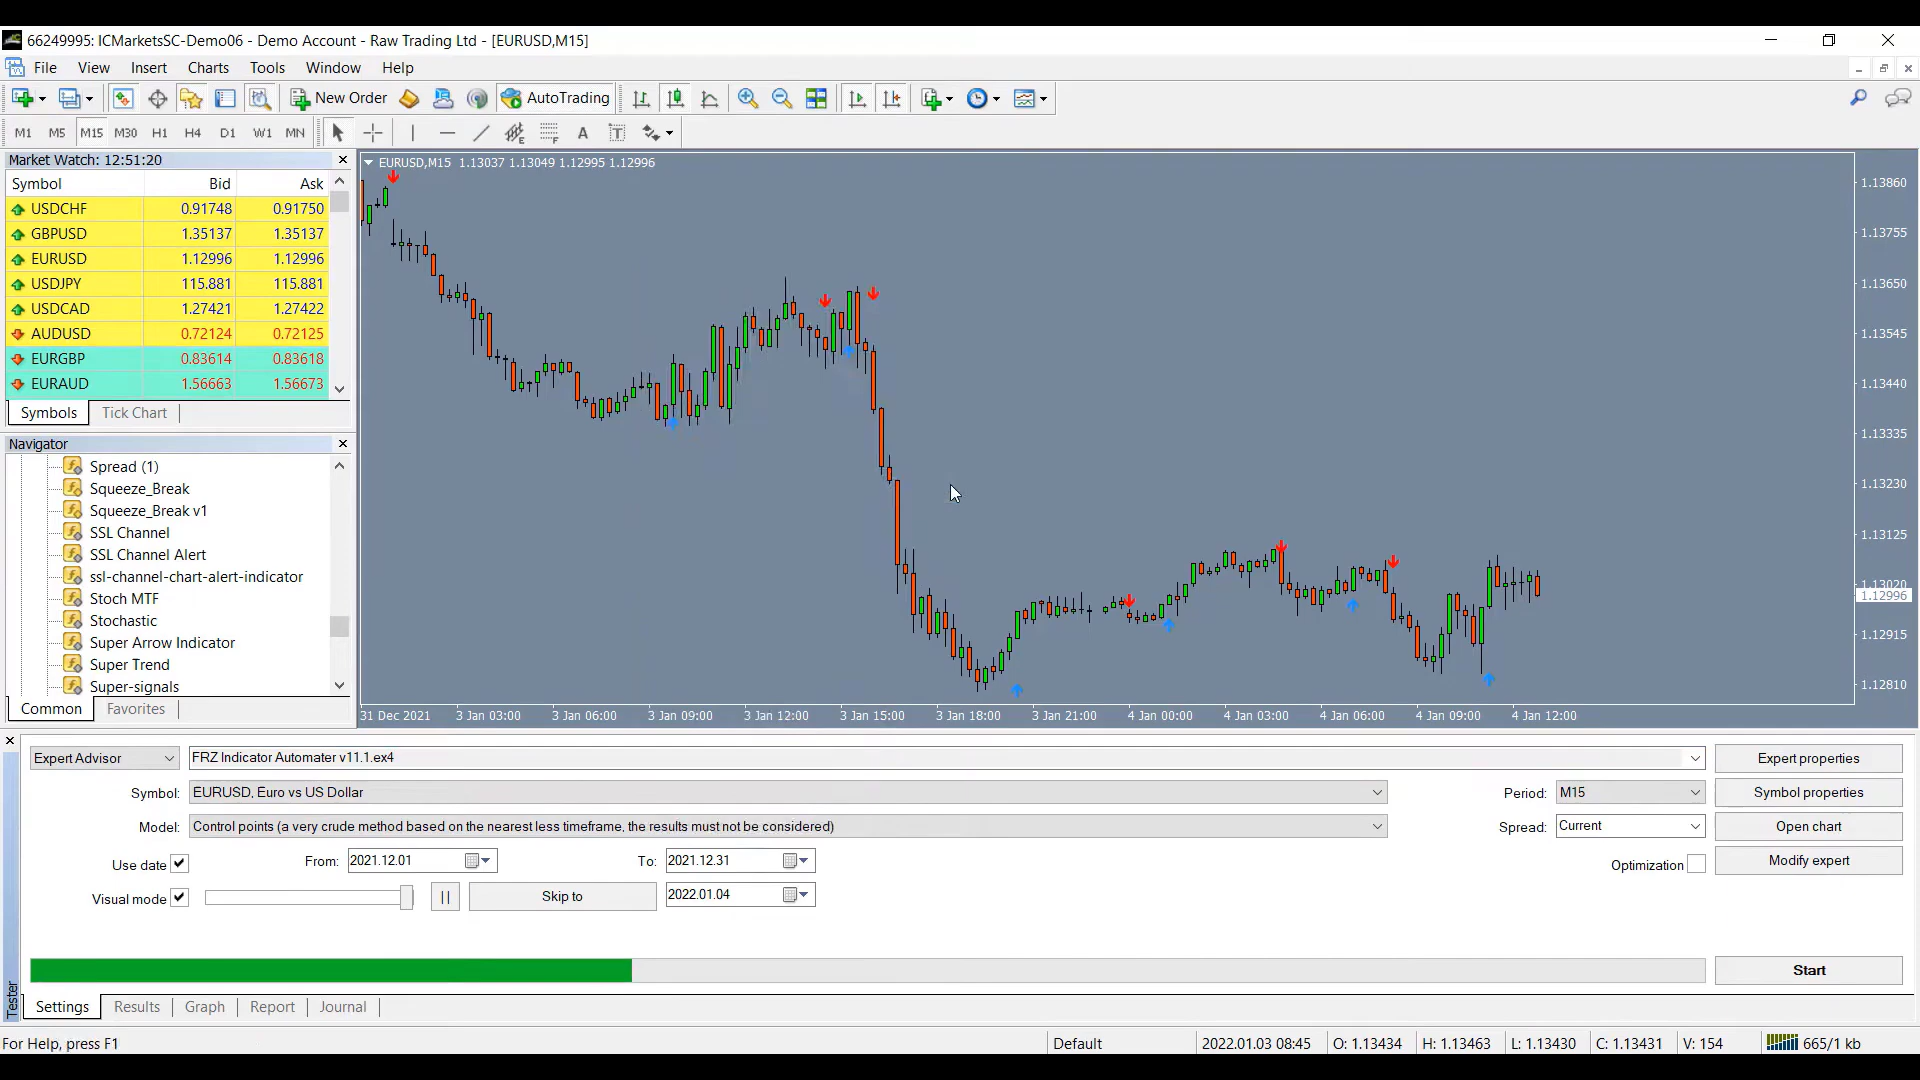 66249995: ICMarketsSC-Demo06 - Demo Account - Raw Trading Ltd - [EURUSD,M15]
File View Insert Charts Tools Window Help
New Order AutoTrading
M1 M5 M15 M30 H1 H4 D1 W1 MN A T
Market Watch: 12:51:20
Symbol Bid Ask
USDCHF 0.91748 0.91750
GBPUSD 1.35137 1.35137
EURUSD 1.12996 1.12996
USDJPY 115.881 115.881
USDCAD 1.27421 1.27422
AUDUSD 0.72124 0.72125
EURGBP 0.83614 0.83618
EURAUD 1.56663 1.56673
Symbols Tick Chart
Navigator
Spread (1)
Squeeze_Break
Squeeze_Break v1
SSL Channel
SSL Channel Alert
ssl-channel-chart-alert-indicator
Stoch MTF
Stochastic
Super Arrow Indicator
Super Trend
Super-signals
Common Favorites
EURUSD,M15 1.13037 1.13049 1.12995 1.12996
1.13860
1.13755
1.13650
1.13545
1.13440
1.13335
1.13230
1.13125
1.13020
1.12996
1.12915
1.12810
31 Dec 2021 3 Jan 03:00 3 Jan 06:00 3 Jan 09:00 3 Jan 12:00 3 Jan 15:00 3 Jan 18:00 3 Jan 21:00 4 Jan 00:00 4 Jan 03:00 4 Jan 06:00 4 Jan 09:00 4 Jan 12:00
Expert Advisor FRZ Indicator Automater v11.1.ex4 Expert properties
Symbol: EURUSD, Euro vs US Dollar Period: M15 Symbol properties
Model: Control points (a very crude method based on the nearest less timeframe, the results must not be considered) Spread: Current Open chart
Use date From: 2021.12.01 To: 2021.12.31 Optimization Modify expert
Visual mode Skip to 2022.01.04
Start
Tester
Settings Results Graph Report Journal
For Help, press F1 Default 2022.01.03 08:45 O: 1.13434 H: 1.13463 L: 1.13430 C: 1.13431 V: 154 665/1 kb